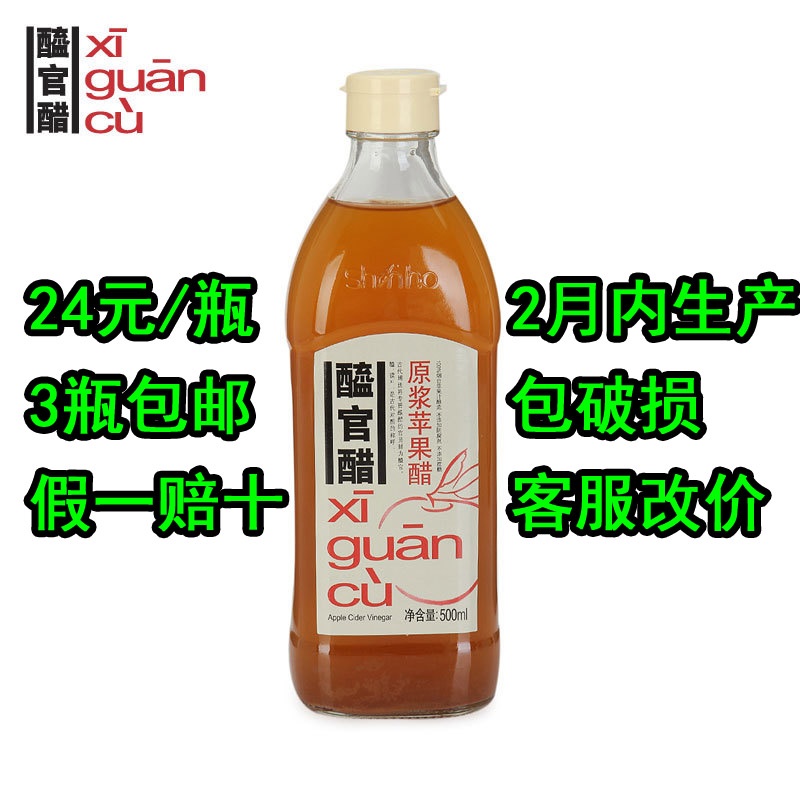 醯官醋
xī
guān
cù
24元/瓶
3瓶包邮
假一赔十
2月内生产
包破损
客服改价
Shinho
醯官醋
xī
guān
cù
Apple Cider Vinegar
原浆苹果醋
净含量:500ml